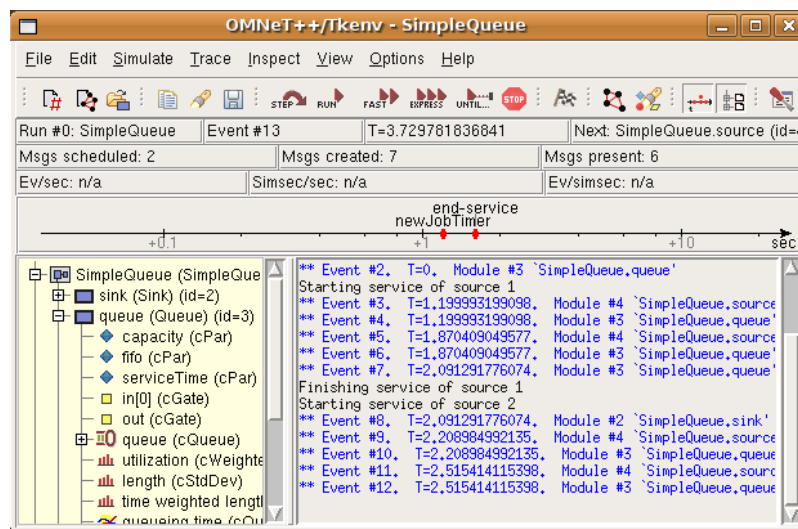 OMNeT++/Tkenv - SimpleQueue
File Edit Simulate Trace Inspect View Options Help
STEP RUN FAST EXPRESS UNTIL... STOP
Run #0: SimpleQueue Event #13 T=3.729781836841 Next: SimpleQueue.source (id=4
Msgs scheduled: 2 Msgs created: 7 Msgs present: 6
Ev/sec: n/a Simsec/sec: n/a Ev/simsec: n/a
end-service
newJobTimer
+0.1 +1 +10 sec
SimpleQueue (SimpleQue
sink (Sink) (id=2)
queue (Queue) (id=3)
capacity (cPar)
fifo (cPar)
serviceTime (cPar)
in[0] (cGate)
out (cGate)
queue (cQueue)
utilization (cWeighte
length (cStdDev)
time weighted lengtl
queueing time (cOu
** Event #2. T=0. Module #3 `SimpleQueue.queue'
Starting service of source 1
** Event #3. T=1.199993199098. Module #4 `SimpleQueue.source
** Event #4. T=1.199993199098. Module #3 `SimpleQueue.queue'
** Event #5. T=1.870409049577. Module #4 `SimpleQueue.source
** Event #6. T=1.870409049577. Module #3 `SimpleQueue.queue'
** Event #7. T=2.091291776074. Module #3 `SimpleQueue.queue'
Finishing service of source 1
Starting service of source 2
** Event #8. T=2.091291776074. Module #2 `SimpleQueue.sink'
** Event #9. T=2.208984992135. Module #4 `SimpleQueue.source
** Event #10. T=2.208984992135. Module #3 `SimpleQueue.queue
** Event #11. T=2.515414115398. Module #4 `SimpleQueue.sourc
** Event #12. T=2.515414115398. Module #3 `SimpleQueue.queue